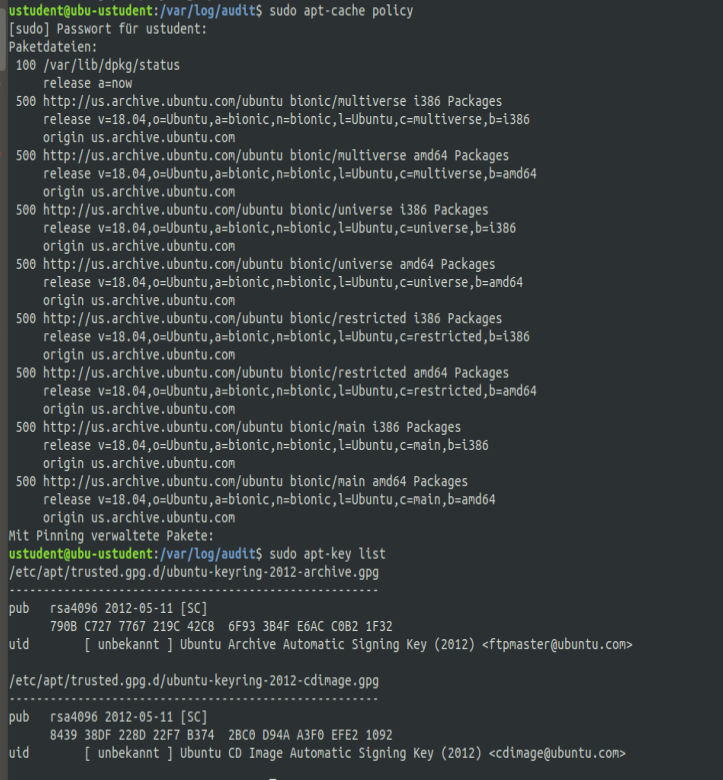 ustudent@ubu-ustudent:/var/log/audit$ sudo apt-cache policy
[sudo] Passwort für ustudent:
Paketdateien:
 100 /var/lib/dpkg/status
     release a=now
 500 http://us.archive.ubuntu.com/ubuntu bionic/multiverse i386 Packages
     release v=18.04,o=Ubuntu,a=bionic,n=bionic,l=Ubuntu,c=multiverse,b=i386
     origin us.archive.ubuntu.com
 500 http://us.archive.ubuntu.com/ubuntu bionic/multiverse amd64 Packages
     release v=18.04,o=Ubuntu,a=bionic,n=bionic,l=Ubuntu,c=multiverse,b=amd64
     origin us.archive.ubuntu.com
 500 http://us.archive.ubuntu.com/ubuntu bionic/universe i386 Packages
     release v=18.04,o=Ubuntu,a=bionic,n=bionic,l=Ubuntu,c=universe,b=i386
     origin us.archive.ubuntu.com
 500 http://us.archive.ubuntu.com/ubuntu bionic/universe amd64 Packages
     release v=18.04,o=Ubuntu,a=bionic,n=bionic,l=Ubuntu,c=universe,b=amd64
     origin us.archive.ubuntu.com
 500 http://us.archive.ubuntu.com/ubuntu bionic/restricted i386 Packages
     release v=18.04,o=Ubuntu,a=bionic,n=bionic,l=Ubuntu,c=restricted,b=i386
     origin us.archive.ubuntu.com
 500 http://us.archive.ubuntu.com/ubuntu bionic/restricted amd64 Packages
     release v=18.04,o=Ubuntu,a=bionic,n=bionic,l=Ubuntu,c=restricted,b=amd64
     origin us.archive.ubuntu.com
 500 http://us.archive.ubuntu.com/ubuntu bionic/main i386 Packages
     release v=18.04,o=Ubuntu,a=bionic,n=bionic,l=Ubuntu,c=main,b=i386
     origin us.archive.ubuntu.com
 500 http://us.archive.ubuntu.com/ubuntu bionic/main amd64 Packages
     release v=18.04,o=Ubuntu,a=bionic,n=bionic,l=Ubuntu,c=main,b=amd64
     origin us.archive.ubuntu.com
Mit Pinning verwaltete Pakete:
ustudent@ubu-ustudent:/var/log/audit$ sudo apt-key list
/etc/apt/trusted.gpg.d/ubuntu-keyring-2012-archive.gpg
------------------------------------------------------
pub   rsa4096 2012-05-11 [SC]
      790B C727 7767 219C 42C8  6F93 3B4F E6AC C0B2 1F32
uid        [ unbekannt ] Ubuntu Archive Automatic Signing Key (2012) <ftpmaster@ubuntu.com>
/etc/apt/trusted.gpg.d/ubuntu-keyring-2012-cdimage.gpg
------------------------------------------------------
pub   rsa4096 2012-05-11 [SC]
      8439 38DF 228D 22F7 B374  2BC0 D94A A3F0 EFE2 1092
uid        [ unbekannt ] Ubuntu CD Image Automatic Signing Key (2012) <cdimage@ubuntu.com>